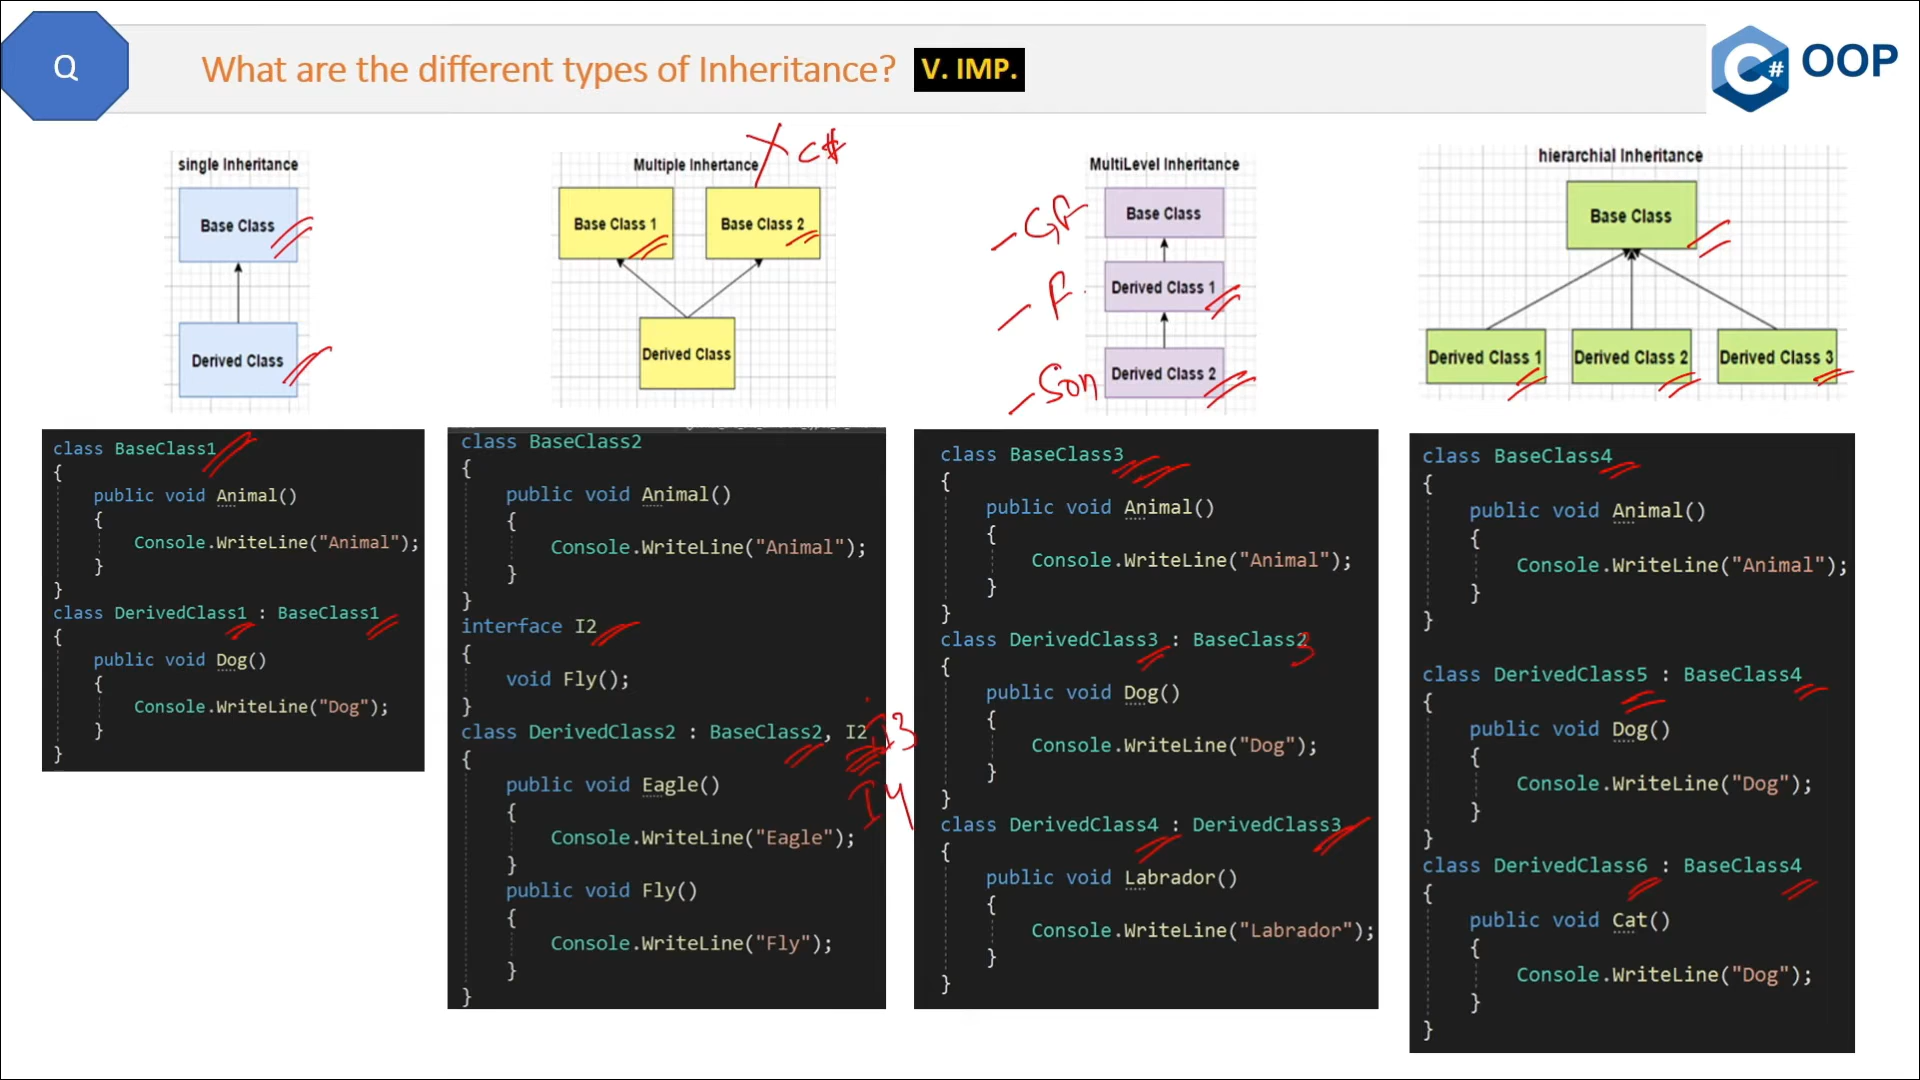 Q
What are the different types of Inheritance? V. IMP.
C# OOP
single Inheritance
Base Class
Derived Class
Multiple Inhertance
X C#
Base Class 1
Base Class 2
Derived Class
MultiLevel Inheritance
GF
Base Class
F
Derived Class 1
Son
Derived Class 2
hierarchial Inheritance
Base Class
Derived Class 1
Derived Class 2
Derived Class 3
class BaseClass1
{
public void Animal()
{
Console.WriteLine("Animal");
}
}
class DerivedClass1 : BaseClass1
{
public void Dog()
{
Console.WriteLine("Dog");
}
}
class BaseClass2
{
public void Animal()
{
Console.WriteLine("Animal");
}
}
interface I2
{
void Fly();
}
class DerivedClass2 : BaseClass2, I2, I3
I4
{
public void Eagle()
{
Console.WriteLine("Eagle");
}
public void Fly()
{
Console.WriteLine("Fly");
}
}
class BaseClass3
{
public void Animal()
{
Console.WriteLine("Animal");
}
}
class DerivedClass3 : BaseClass2
3
{
public void Dog()
{
Console.WriteLine("Dog");
}
}
class DerivedClass4 : DerivedClass3
{
public void Labrador()
{
Console.WriteLine("Labrador");
}
}
class BaseClass4
{
public void Animal()
{
Console.WriteLine("Animal");
}
}
class DerivedClass5 : BaseClass4
{
public void Dog()
{
Console.WriteLine("Dog");
}
}
class DerivedClass6 : BaseClass4
{
public void Cat()
{
Console.WriteLine("Dog");
}
}